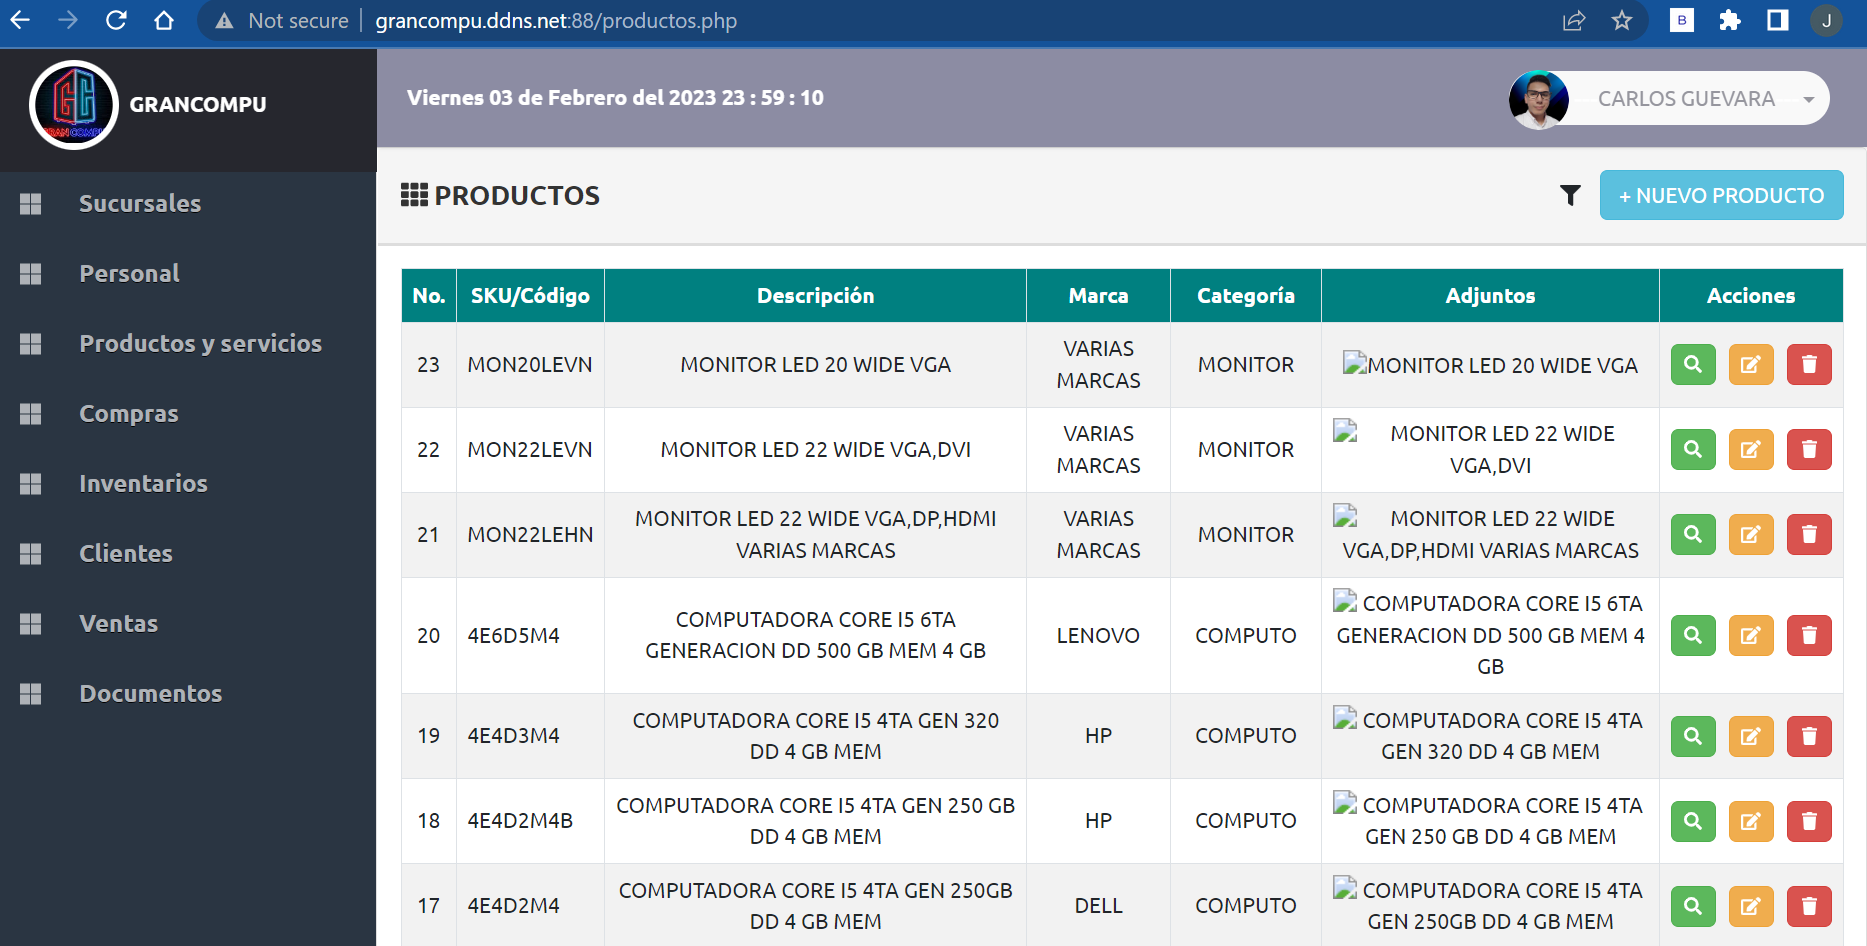 Not secure | grancompu.ddns.net:88/productos.php
B
J
GRANCOMPU
Viernes 03 de Febrero del 2023 23 : 59 : 10
CARLOS GUEVARA
Sucursales
Personal
Productos y servicios
Compras
Inventarios
Clientes
Ventas
Documentos
PRODUCTOS
+ NUEVO PRODUCTO
No. SKU/Código Descripción Marca Categoría Adjuntos Acciones
23 MON20LEVN MONITOR LED 20 WIDE VGA VARIAS MARCAS MONITOR MONITOR LED 20 WIDE VGA
22 MON22LEVN MONITOR LED 22 WIDE VGA,DVI VARIAS MARCAS MONITOR MONITOR LED 22 WIDE VGA,DVI
21 MON22LEHN MONITOR LED 22 WIDE VGA,DP,HDMI VARIAS MARCAS VARIAS MARCAS MONITOR MONITOR LED 22 WIDE VGA,DP,HDMI VARIAS MARCAS
20 4E6D5M4 COMPUTADORA CORE I5 6TA GENERACION DD 500 GB MEM 4 GB LENOVO COMPUTO COMPUTADORA CORE I5 6TA GENERACION DD 500 GB MEM 4 GB
19 4E4D3M4 COMPUTADORA CORE I5 4TA GEN 320 DD 4 GB MEM HP COMPUTO COMPUTADORA CORE I5 4TA GEN 320 DD 4 GB MEM
18 4E4D2M4B COMPUTADORA CORE I5 4TA GEN 250 GB DD 4 GB MEM HP COMPUTO COMPUTADORA CORE I5 4TA GEN 250 GB DD 4 GB MEM
17 4E4D2M4 COMPUTADORA CORE I5 4TA GEN 250GB DD 4 GB MEM DELL COMPUTO COMPUTADORA CORE I5 4TA GEN 250GB DD 4 GB MEM